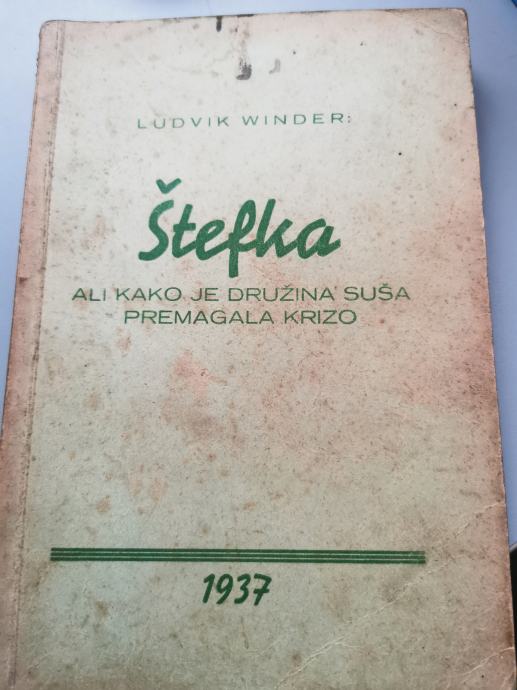 LUDVIK WINDER:
Štefka
ALI KAKO JE DRUŽINA SUŠA
PREMAGALA KRIZO
1937